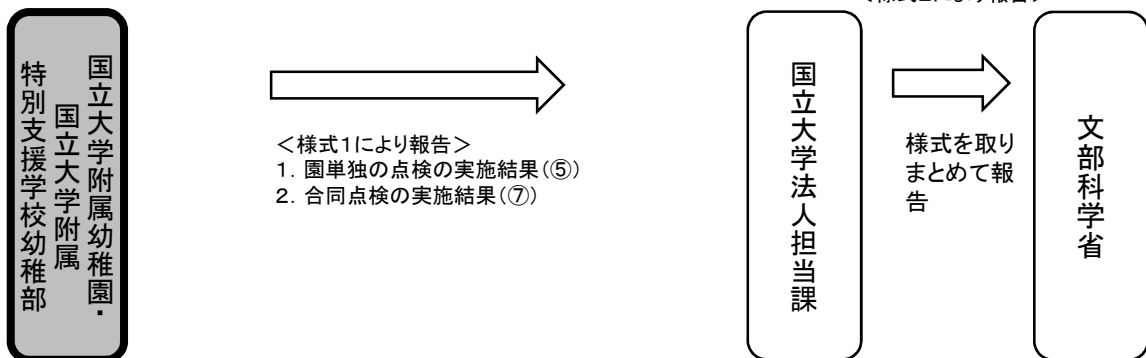 国立大学附属幼稚園・
国立大学附属
特別支援学校幼稚部
<様式1により報告>
1. 園単独の点検の実施結果(⑤)
2. 合同点検の実施結果(⑦)
国立大学法人担当課
様式を取り
まとめて報
告
文部科学省